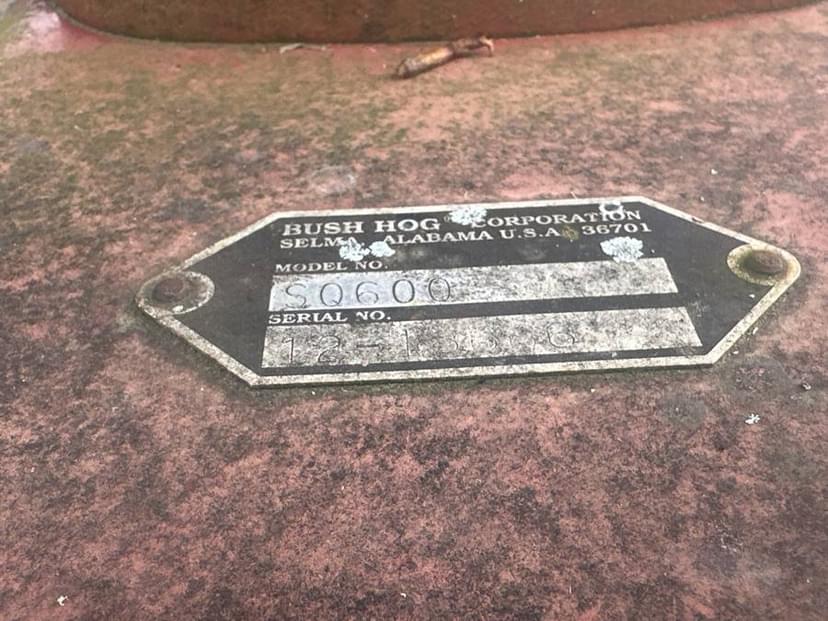 BUSH HOG® CORPORATION
SELMA, ALABAMA U.S.A. 36701
MODEL NO.
SQ600
SERIAL NO.